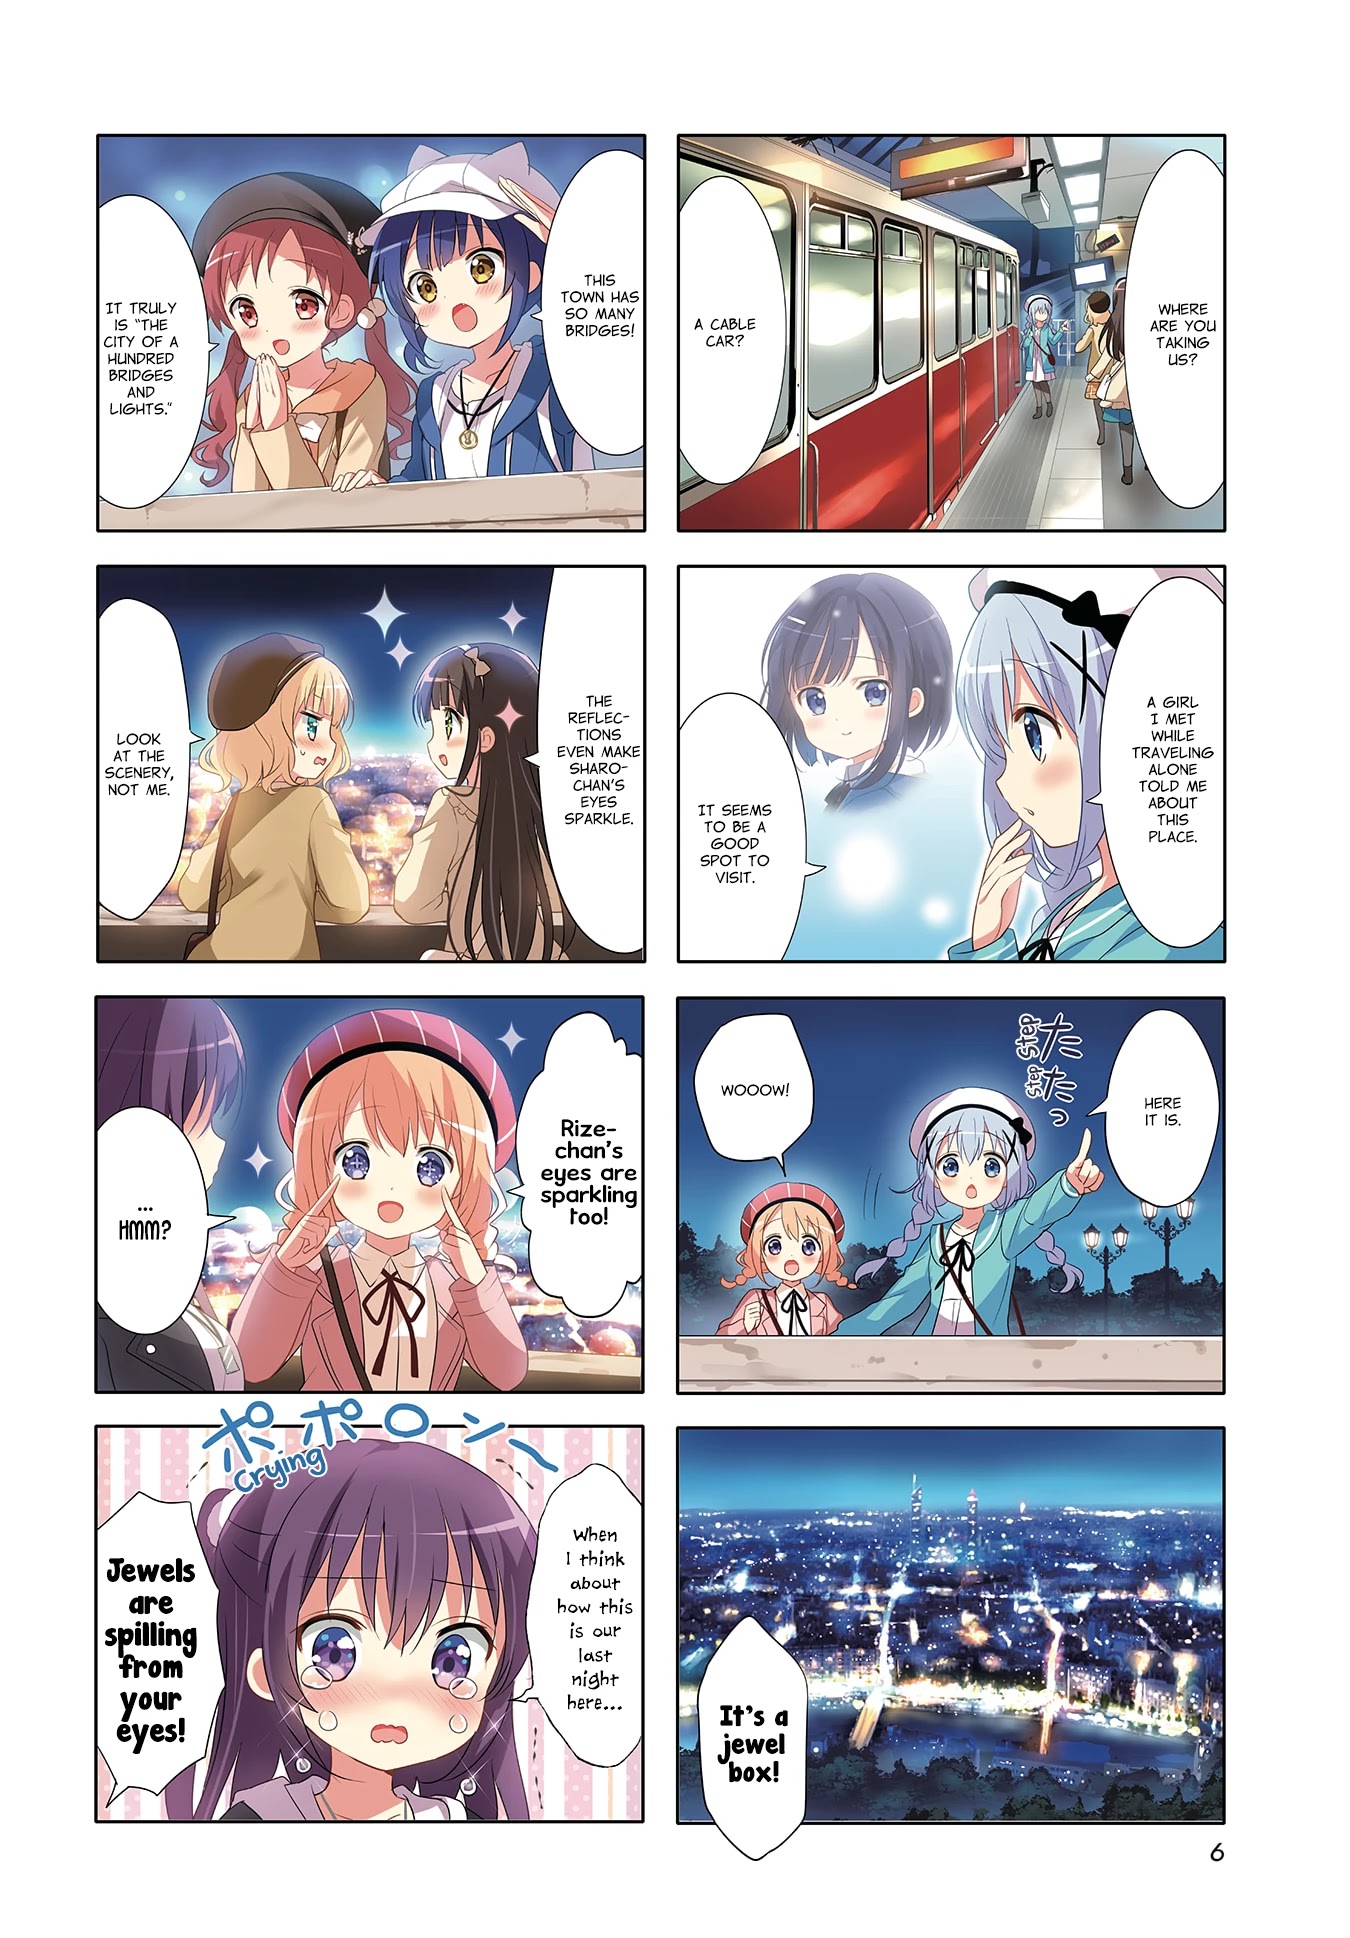 WHERE
ARE YOU
TAKING
US?
A CABLE
CAR?
A GIRL
I MET
WHILE
TRAVELING
ALONE
TOLD ME
ABOUT
THIS
PLACE.
IT SEEMS
TO BE A
GOOD
SPOT TO
VISIT.
HERE
IT IS.
たたっ
Step
Step
WOOOW!
It's a
jewel
box!
THIS
TOWN HAS
SO MANY
BRIDGES!
IT TRULY
IS "THE
CITY OF A
HUNDRED
BRIDGES
AND
LIGHTS."
THE
REFLEC-
TIONS
EVEN MAKE
SHARO-
CHAN'S
EYES
SPARKLE.
LOOK
AT THE
SCENERY,
NOT ME.
Rize-
chan's
eyes are
sparkling
too!
...
HMM?
ポポロン
Crying
When
I think
about
how this
is our
last
night
here...
Jewels
are
spilling
from
your
eyes!
6